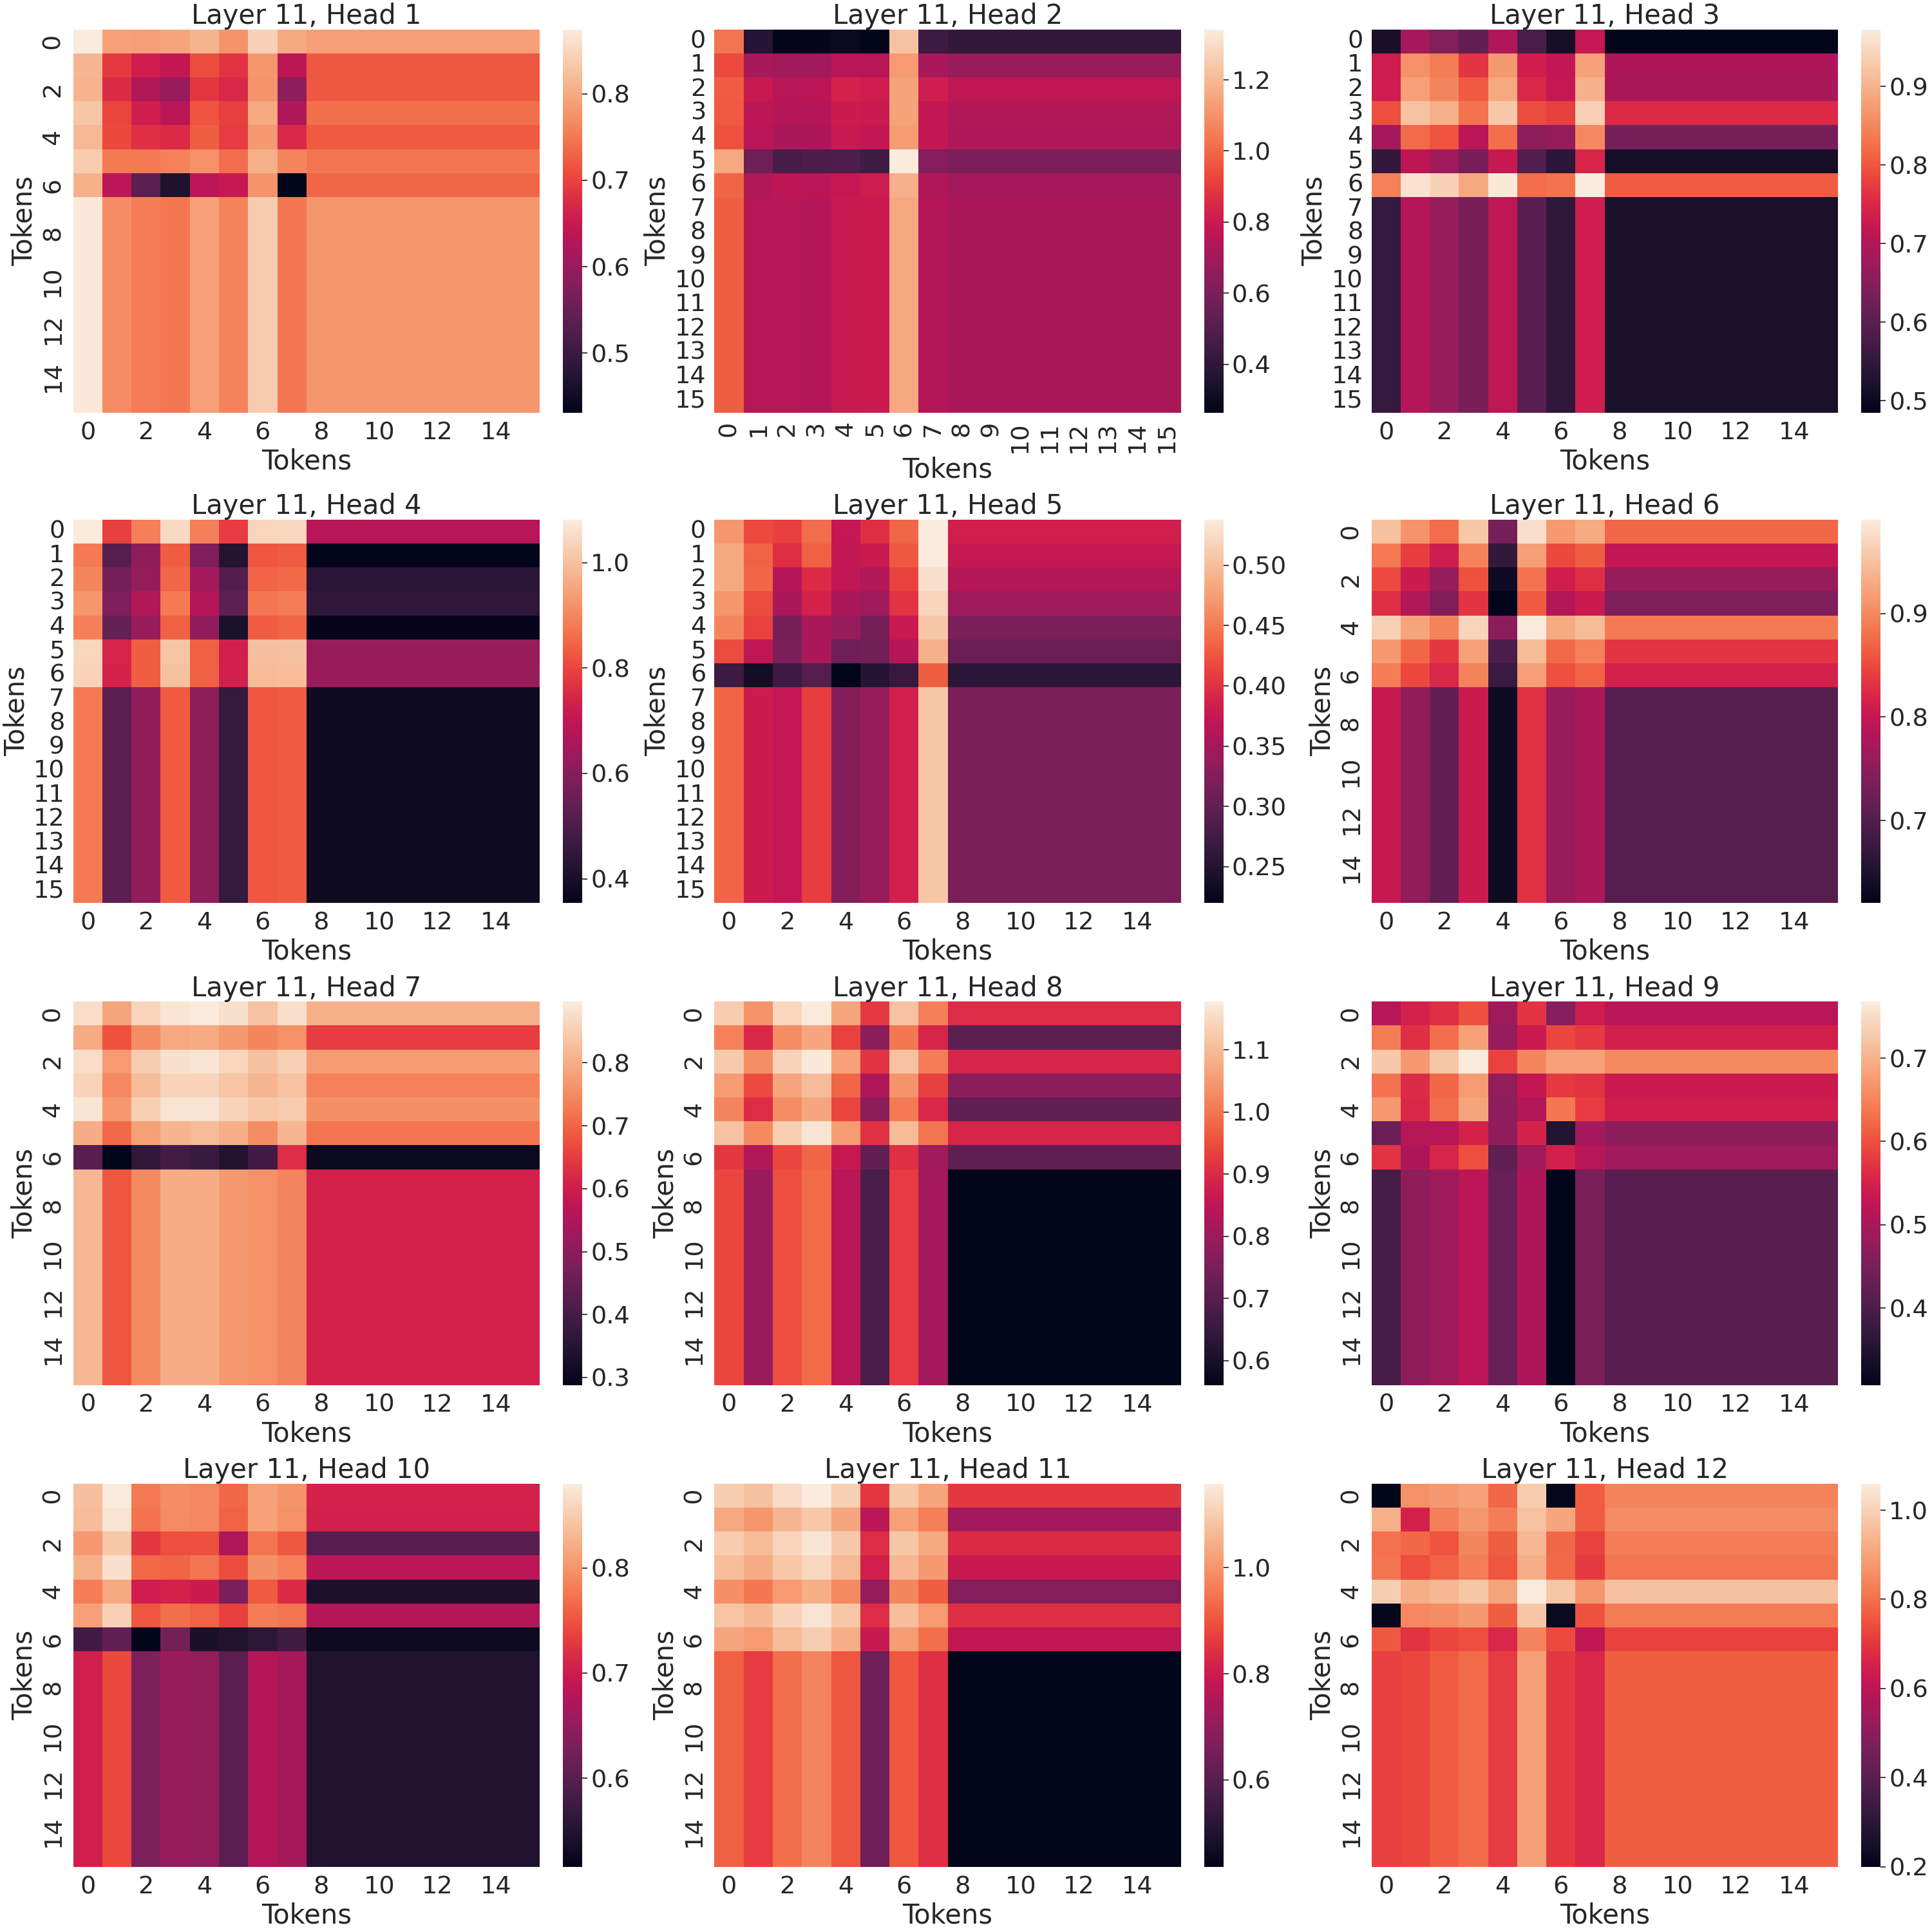 Layer 11, Head 1
Tokens
0 2 4 6 8 10 12 14
0 2 4 6 8 10 12 14
Tokens
0.8 0.7 0.6 0.5
Layer 11, Head 2
Tokens
0 1 2 3 4 5 6 7 8 9 10 11 12 13 14 15
0 1 2 3 4 5 6 7 8 9 10 11 12 13 14 15
Tokens
1.2 1.0 0.8 0.6 0.4
Layer 11, Head 3
Tokens
0 1 2 3 4 5 6 7 8 9 10 11 12 13 14 15
0 2 4 6 8 10 12 14
Tokens
0.9 0.8 0.7 0.6 0.5
Layer 11, Head 4
Tokens
0 1 2 3 4 5 6 7 8 9 10 11 12 13 14 15
0 2 4 6 8 10 12 14
Tokens
1.0 0.8 0.6 0.4
Layer 11, Head 5
Tokens
0 1 2 3 4 5 6 7 8 9 10 11 12 13 14 15
0 2 4 6 8 10 12 14
Tokens
0.50 0.45 0.40 0.35 0.30 0.25
Layer 11, Head 6
Tokens
0 2 4 6 8 10 12 14
0 2 4 6 8 10 12 14
Tokens
0.9 0.8 0.7
Layer 11, Head 7
Tokens
0 2 4 6 8 10 12 14
0 2 4 6 8 10 12 14
Tokens
0.8 0.7 0.6 0.5 0.4 0.3
Layer 11, Head 8
Tokens
0 2 4 6 8 10 12 14
0 2 4 6 8 10 12 14
Tokens
1.1 1.0 0.9 0.8 0.7 0.6
Layer 11, Head 9
Tokens
0 2 4 6 8 10 12 14
0 2 4 6 8 10 12 14
Tokens
0.7 0.6 0.5 0.4
Layer 11, Head 10
Tokens
0 2 4 6 8 10 12 14
0 2 4 6 8 10 12 14
Tokens
0.8 0.7 0.6
Layer 11, Head 11
Tokens
0 2 4 6 8 10 12 14
0 2 4 6 8 10 12 14
Tokens
1.0 0.8 0.6
Layer 11, Head 12
Tokens
0 2 4 6 8 10 12 14
0 2 4 6 8 10 12 14
Tokens
1.0 0.8 0.6 0.4 0.2